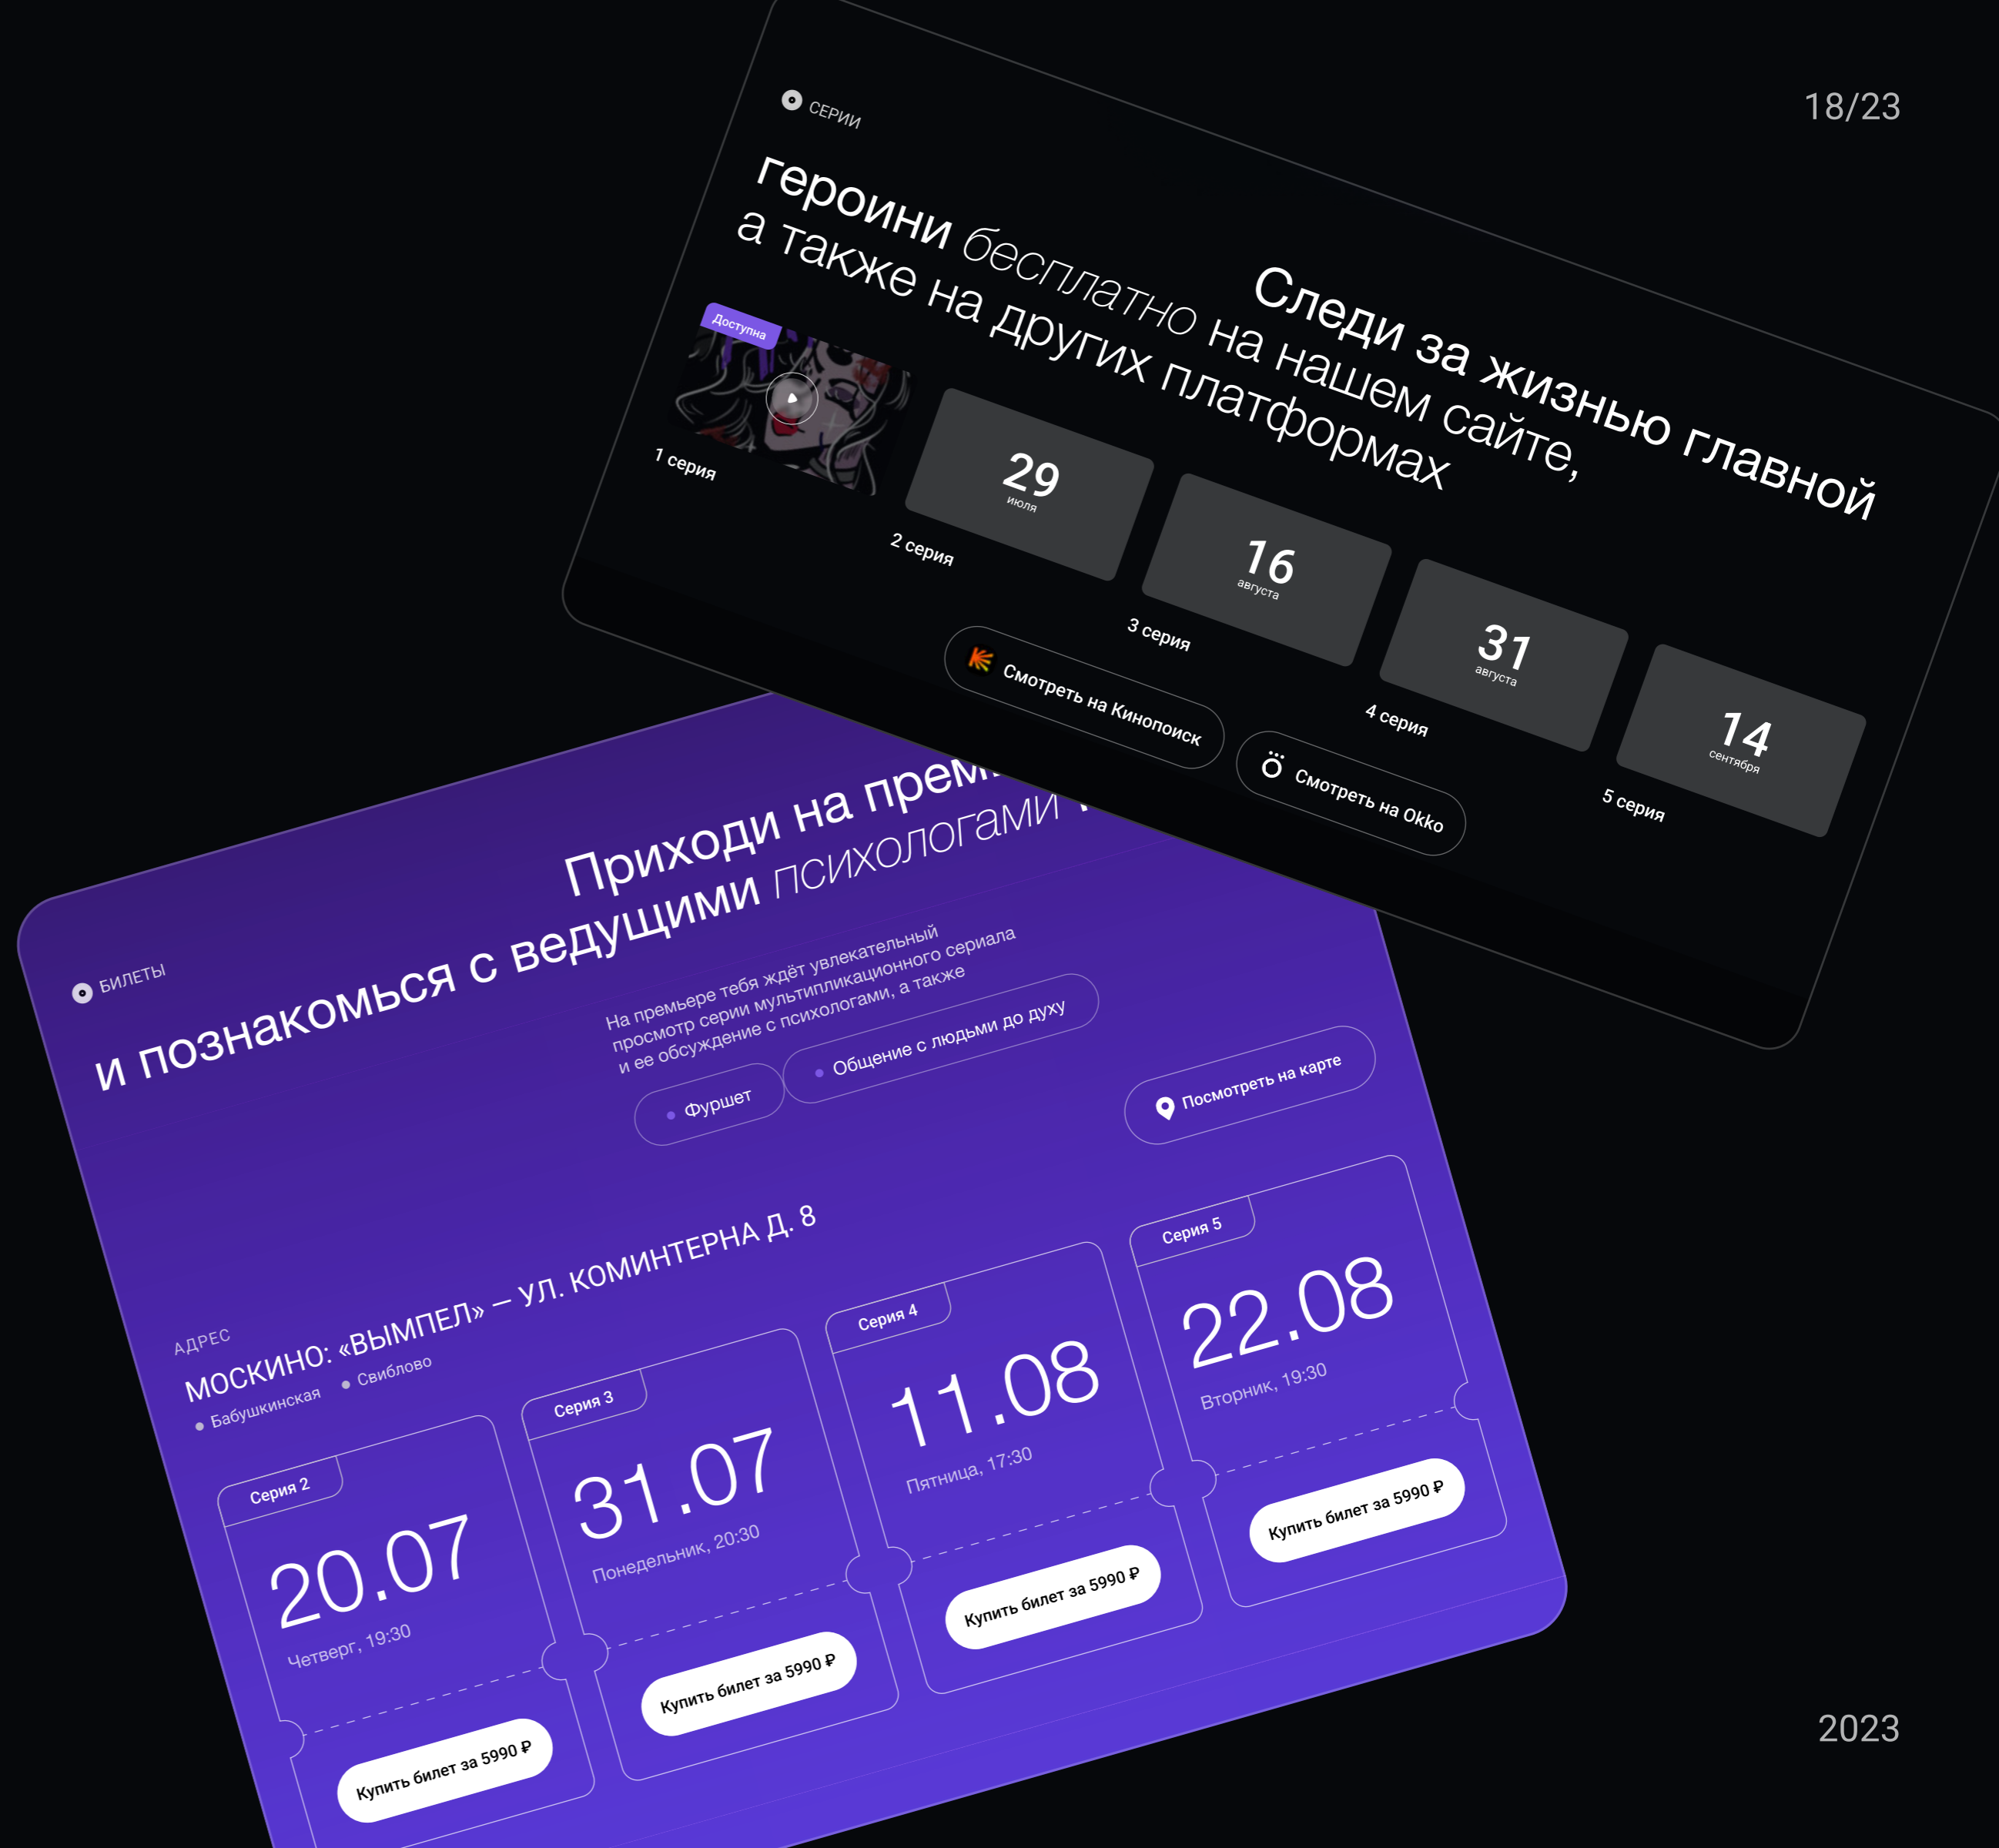 18/23
СЕРИИ
Следи за жизнью главной
героини бесплатно на нашем сайте,
а также на других платформах
Доступна
1 серия
29
июля
2 серия
16
августа
3 серия
31
августа
4 серия
14
сентября
5 серия
Смотреть на Кинопоиск
Смотреть на Okko
БИЛЕТЫ
Приходи на прем
и познакомься с ведущими психологами
На премьере тебя ждёт увлекательный
просмотр серии мультипликационного сериала
и ее обсуждение с психологами, а также
Фуршет
Общение с людьми до духу
Посмотреть на карте
АДРЕС
МОСКИНО: «ВЫМПЕЛ» — УЛ. КОМИНТЕРНА Д. 8
Бабушкинская
Свиблово
Серия 2
20.07
Четверг, 19:30
Купить билет за 5990 ₽
Серия 3
31.07
Понедельник, 20:30
Купить билет за 5990 ₽
Серия 4
11.08
Пятница, 17:30
Купить билет за 5990 ₽
Серия 5
22.08
Вторник, 19:30
Купить билет за 5990 ₽
2023